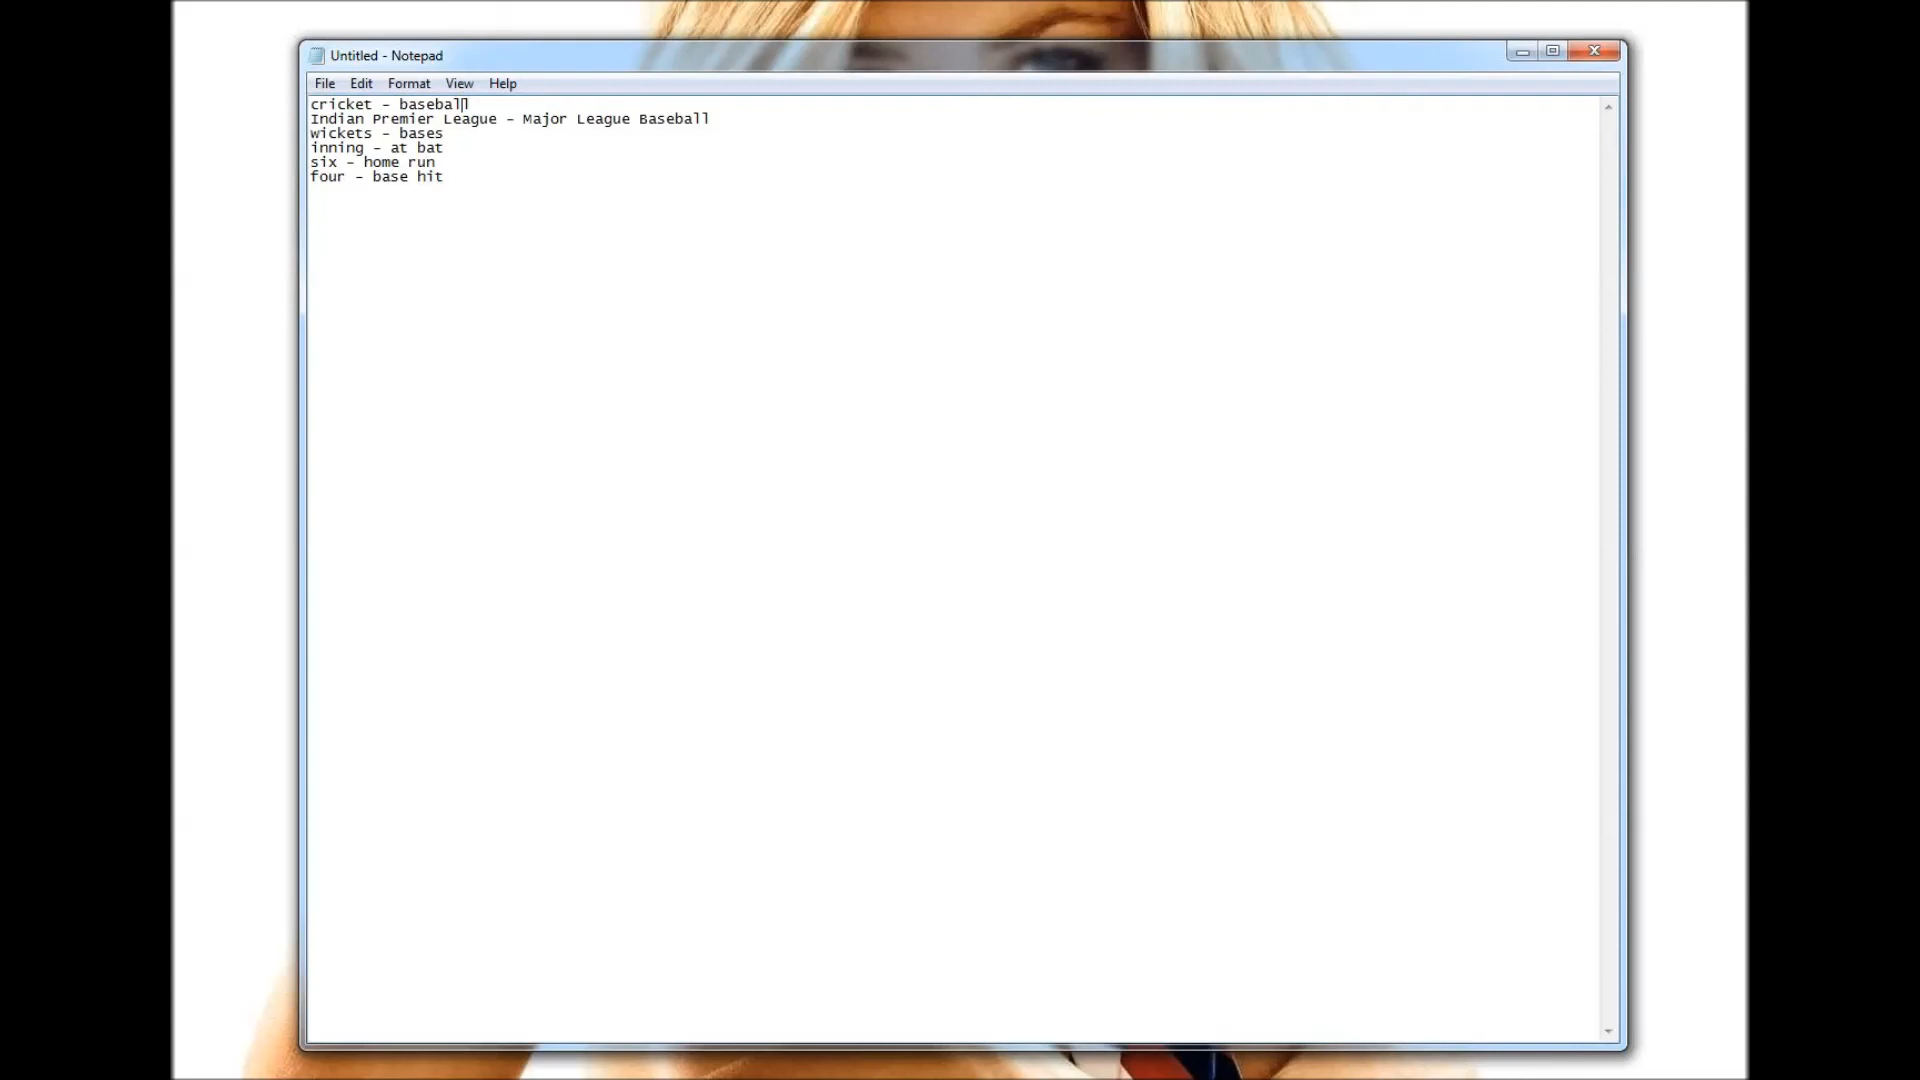 Untitled - Notepad
File Edit Format View Help
cricket - baseball
Indian Premier League - Major League Baseball
wickets - bases
inning - at bat
six - home run
four - base hit